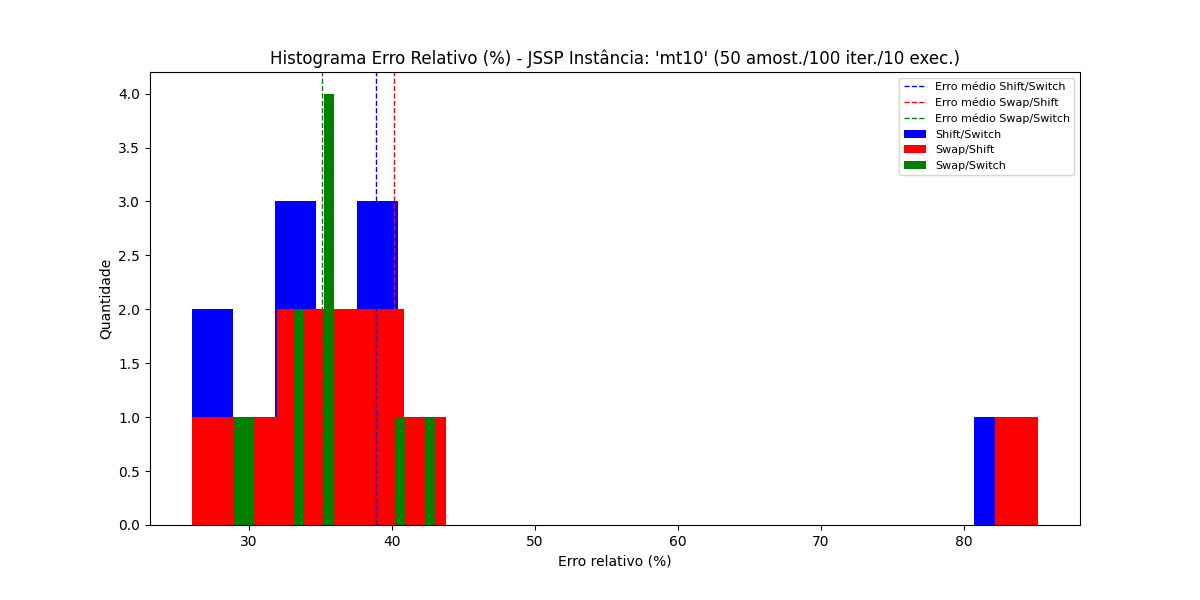 Histograma Erro Relativo (%) - JSSP Instância: 'mt10' (50 amost./100 iter./10 exec.)
Erro médio Shift/Switch
Erro médio Swap/Shift
Erro médio Swap/Switch
Shift/Switch
Swap/Shift
Swap/Switch
Quantidade
4.0
3.5
3.0
2.5
2.0
1.5
1.0
0.5
0.0
30 40 50 60 70 80
Erro relativo (%)